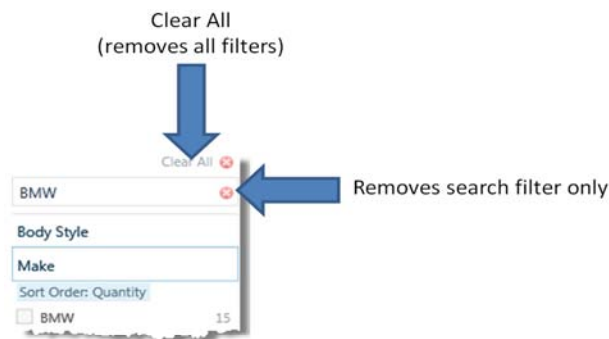 Clear All
(removes all filters)
Clear All
BMW
Removes search filter only
Body Style
Make
Sort Order: Quantity
BMW 15